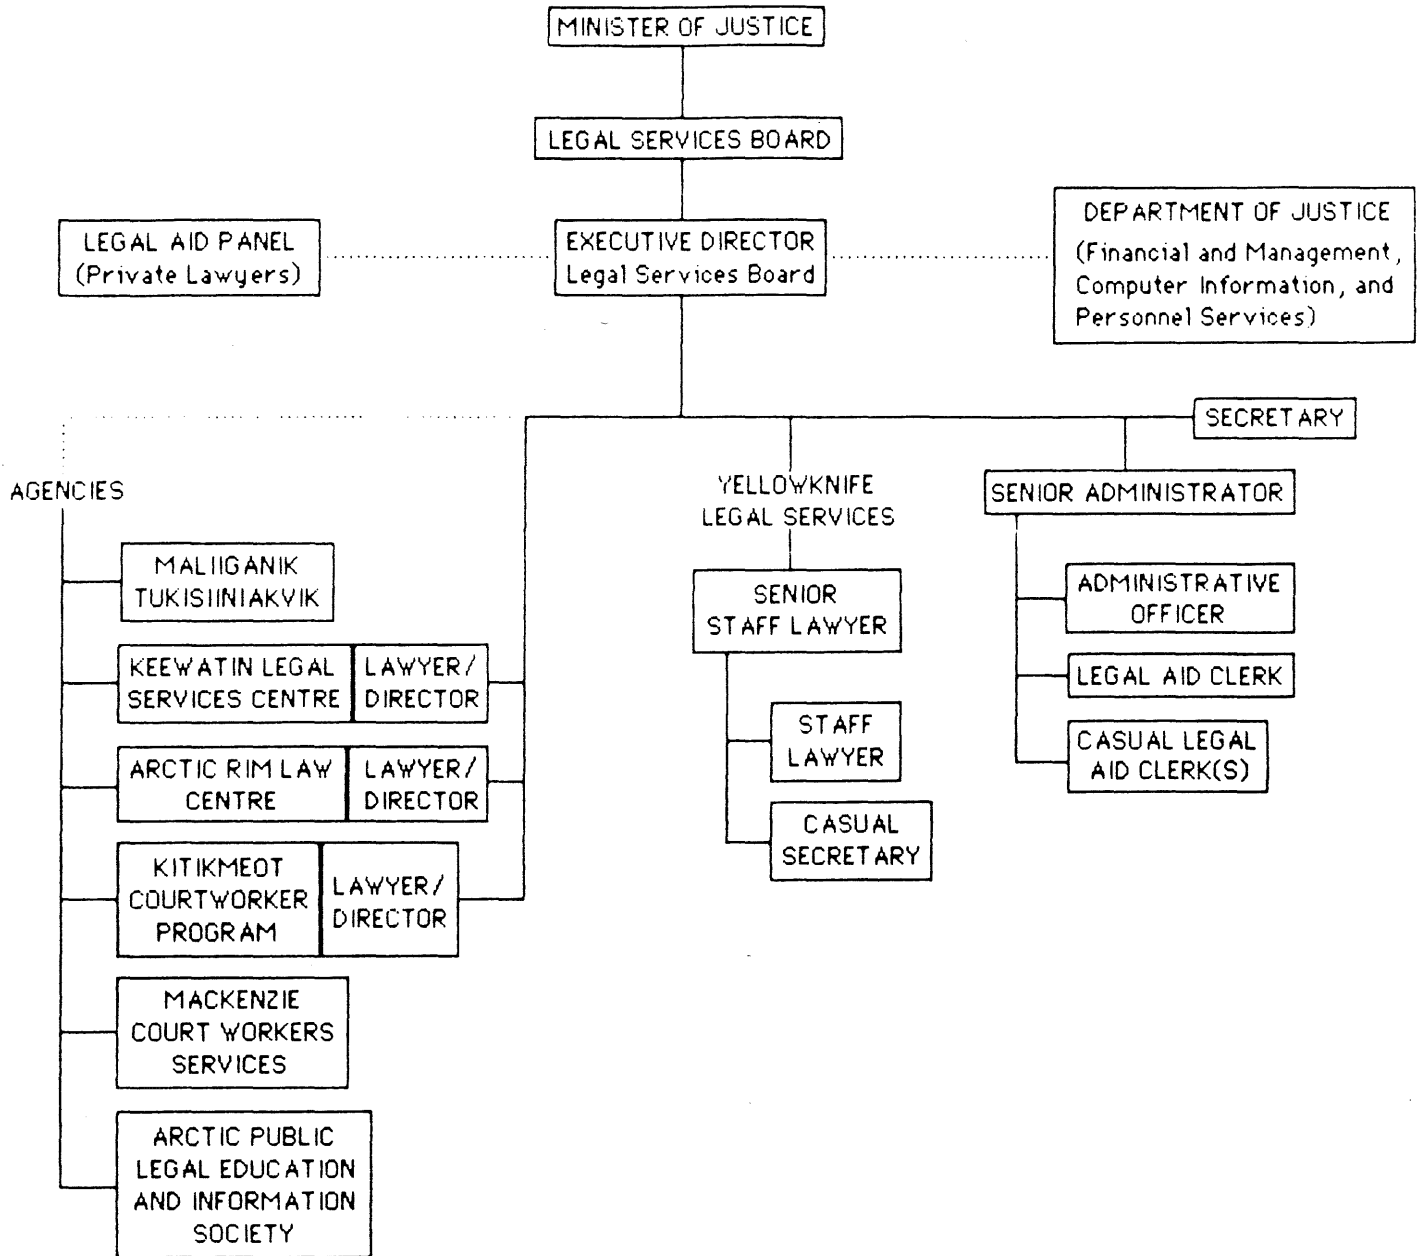 MINISTER OF JUSTICE
LEGAL SERVICES BOARD
LEGAL AID PANEL
(Private Lawyers)
EXECUTIVE DIRECTOR
Legal Services Board
DEPARTMENT OF JUSTICE
(Financial and Management,
Computer Information, and
Personnel Services)
SECRETARY
AGENCIES
MALIIGANIK
TUKISIINIAKVIK
KEEWATIN LEGAL
SERVICES CENTRE
LAWYER/
DIRECTOR
ARCTIC RIM LAW
CENTRE
LAWYER/
DIRECTOR
KITIKMEOT
COURTWORKER
PROGRAM
LAWYER/
DIRECTOR
MACKENZIE
COURT WORKERS
SERVICES
ARCTIC PUBLIC
LEGAL EDUCATION
AND INFORMATION
SOCIETY
YELLOWKNIFE
LEGAL SERVICES
SENIOR
STAFF LAWYER
STAFF
LAWYER
CASUAL
SECRETARY
SENIOR ADMINISTRATOR
ADMINISTRATIVE
OFFICER
LEGAL AID CLERK
CASUAL LEGAL
AID CLERK(S)